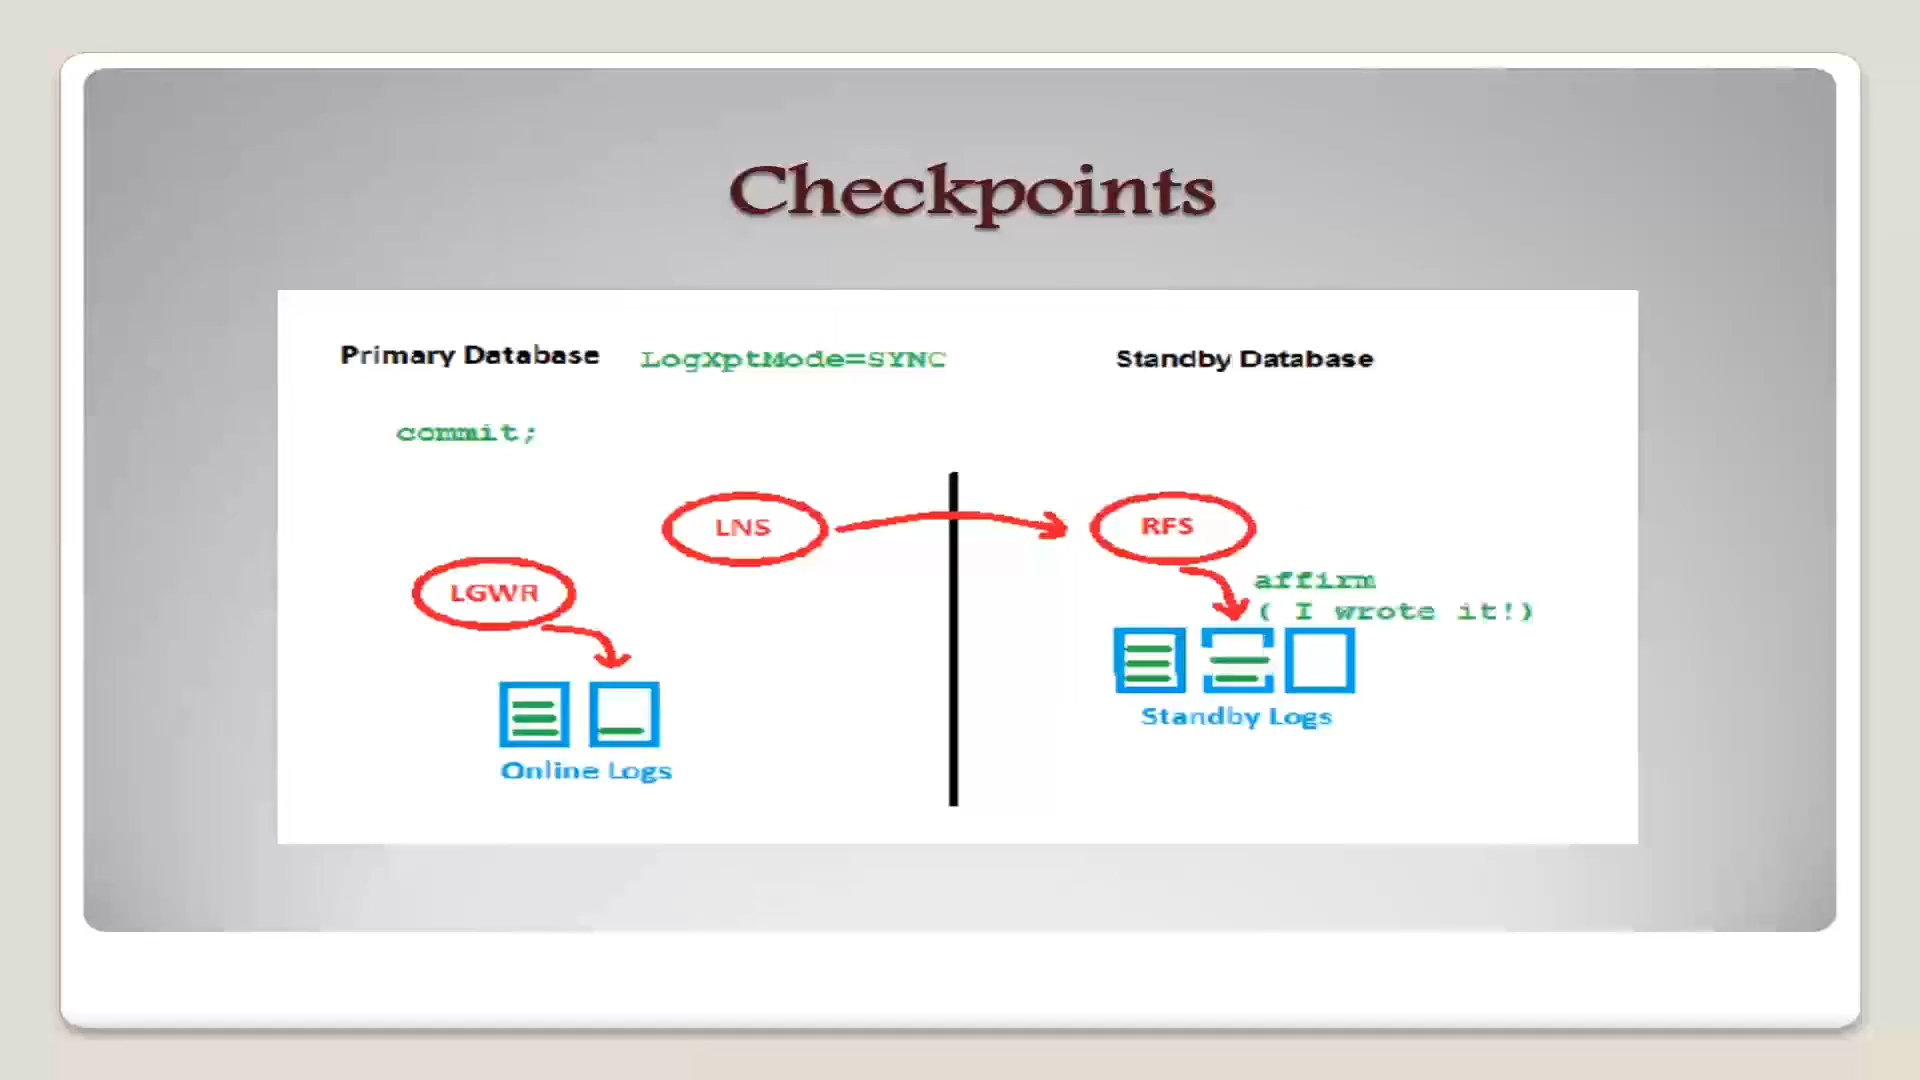 Checkpoints
Primary Database LogXptMode=SYNC Standby Database
commit;
LNS RFS
LGWR
affirm
( I wrote it!)
Standby Logs
Online Logs